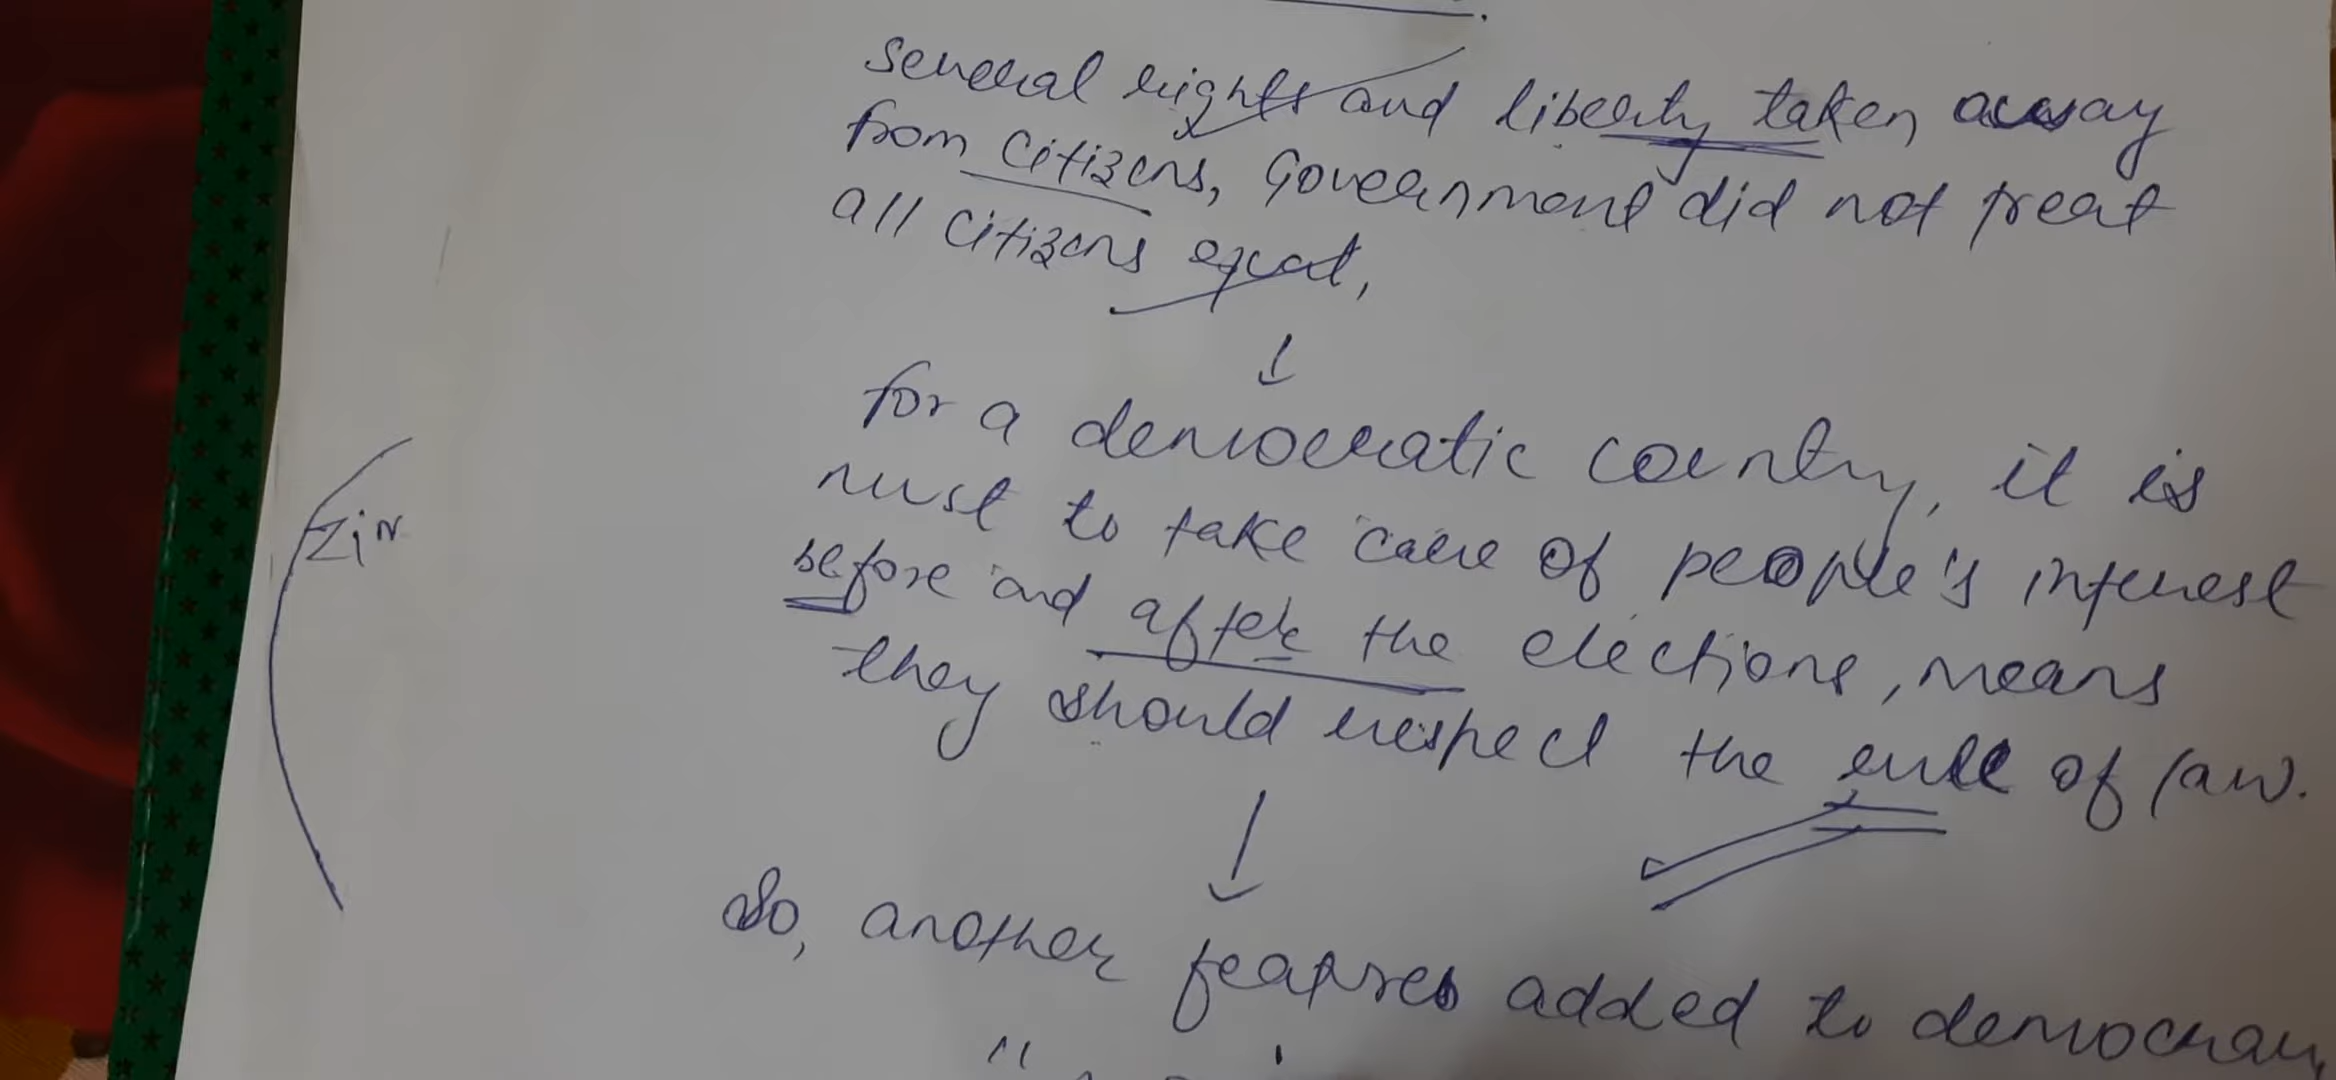 several rights and liberty taken away
from citizens, Government did not treat
all citizens equal,
for a democratic country, it is
must to take care of people's interest
before and after the elections, means
they should respect the rule of law.
Zim
So, another features added to democracy